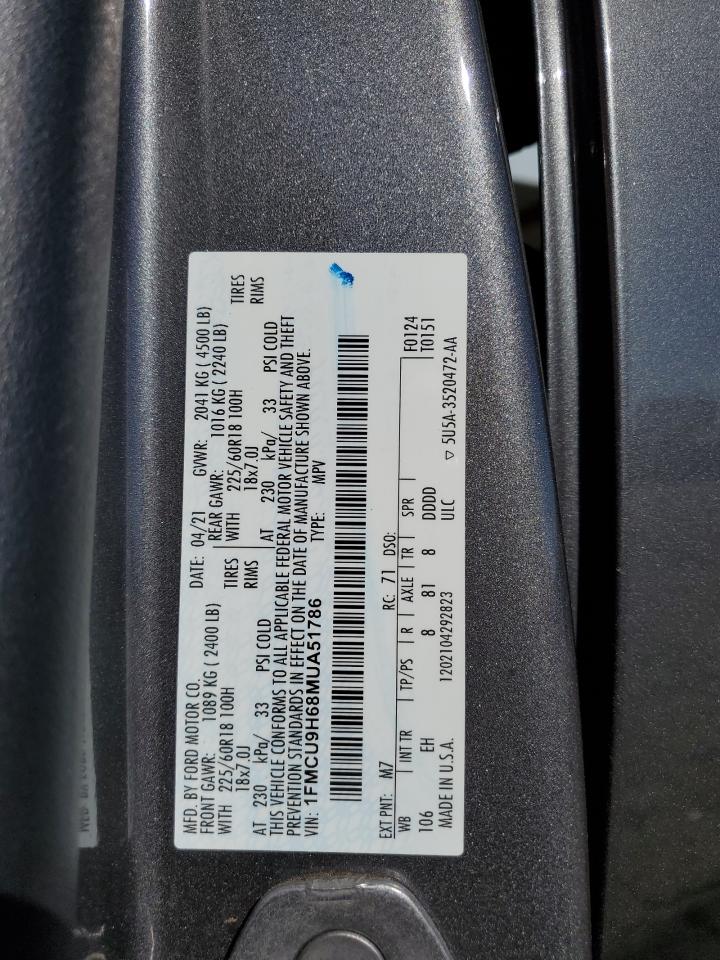 MFD. BY FORD MOTOR CO.
DATE: 04/21 GVWR: 2041 KG ( 4500 LB)
FRONT GAWR: 1089 KG ( 2400 LB) REAR GAWR: 1016 KG ( 2240 LB)
WITH 225/60R18 100H TIRES WITH 225/60R18 100H TIRES
18x7.0J RIMS 18x7.0J RIMS
AT 230 kPa/ 33 PSI COLD AT 230 kPa/ 33 PSI COLD
THIS VEHICLE CONFORMS TO ALL APPLICABLE FEDERAL MOTOR VEHICLE SAFETY AND THEFT
PREVENTION STANDARDS IN EFFECT ON THE DATE OF MANUFACTURE SHOWN ABOVE.
VIN: 1FMCU9H68MUA51786 TYPE: MPV
EXT PNT: M7 RC: 71 DSO:
WB INT TR TP/PS R AXLE TR SPR F0124
106 EH 8 81 8 DDDD T0151
MADE IN U.S.A. 1202104292823 UILC ▽ 5U5A-3520472-AA